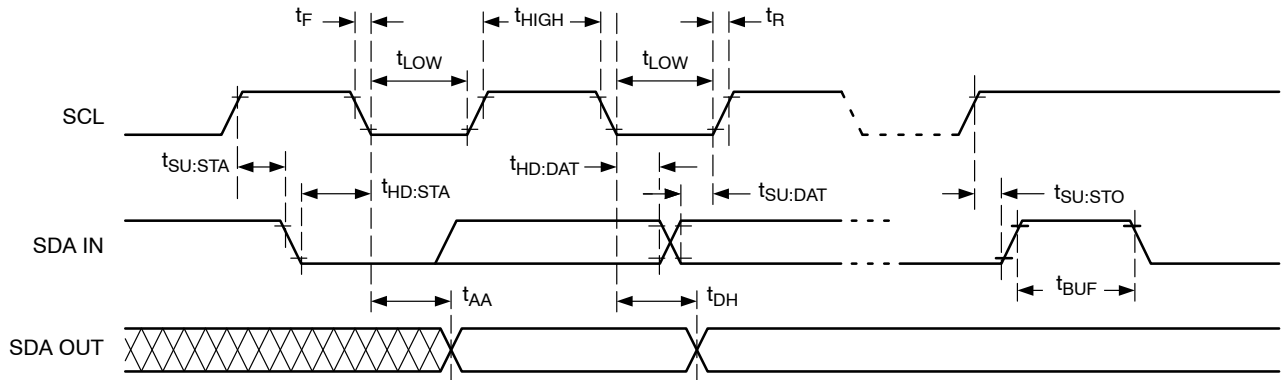 tF
tHIGH
tR
tLOW
tLOW
SCL
tSU:STA
tHD:STA
tHD:DAT
tSU:DAT
tSU:STO
SDA IN
tBUF
tAA
tDH
SDA OUT